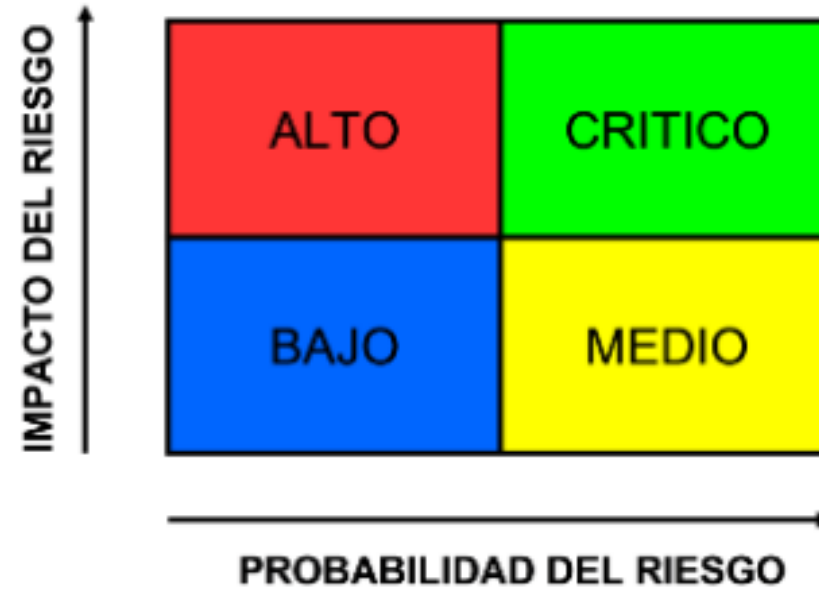 IMPACTO DEL RIESGO
ALTO
CRITICO
BAJO
MEDIO
PROBABILIDAD DEL RIESGO